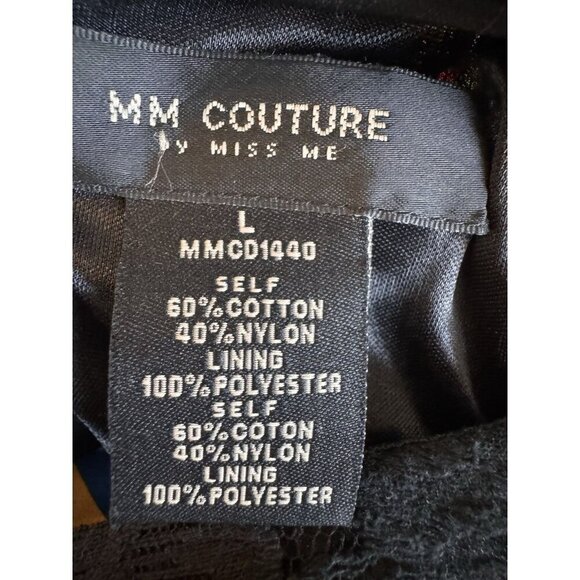 MM COUTURE
BY MISS ME
L
MMCD1440
SELF
60%COTTON
40%NYLON
LINING
100%POLYESTER
SELF
60%COTON
40%NYLON
LINING
100%POLYESTER